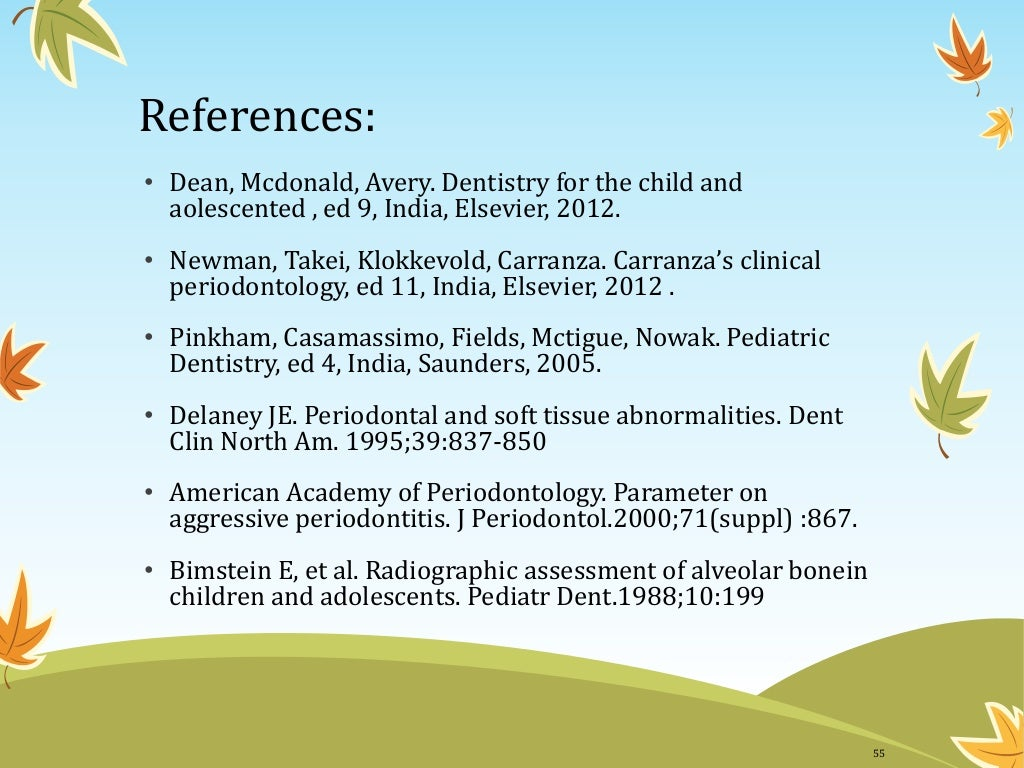 References:
• Dean, Mcdonald, Avery. Dentistry for the child and
aolescented , ed 9, India, Elsevier, 2012.
• Newman, Takei, Klokkevold, Carranza. Carranza’s clinical
periodontology, ed 11, India, Elsevier, 2012 .
• Pinkham, Casamassimo, Fields, Mctigue, Nowak. Pediatric
Dentistry, ed 4, India, Saunders, 2005.
• Delaney JE. Periodontal and soft tissue abnormalities. Dent
Clin North Am. 1995;39:837-850
• American Academy of Periodontology. Parameter on
aggressive periodontitis. J Periodontol.2000;71(suppl) :867.
• Bimstein E, et al. Radiographic assessment of alveolar bonein
children and adolescents. Pediatr Dent.1988;10:199
55